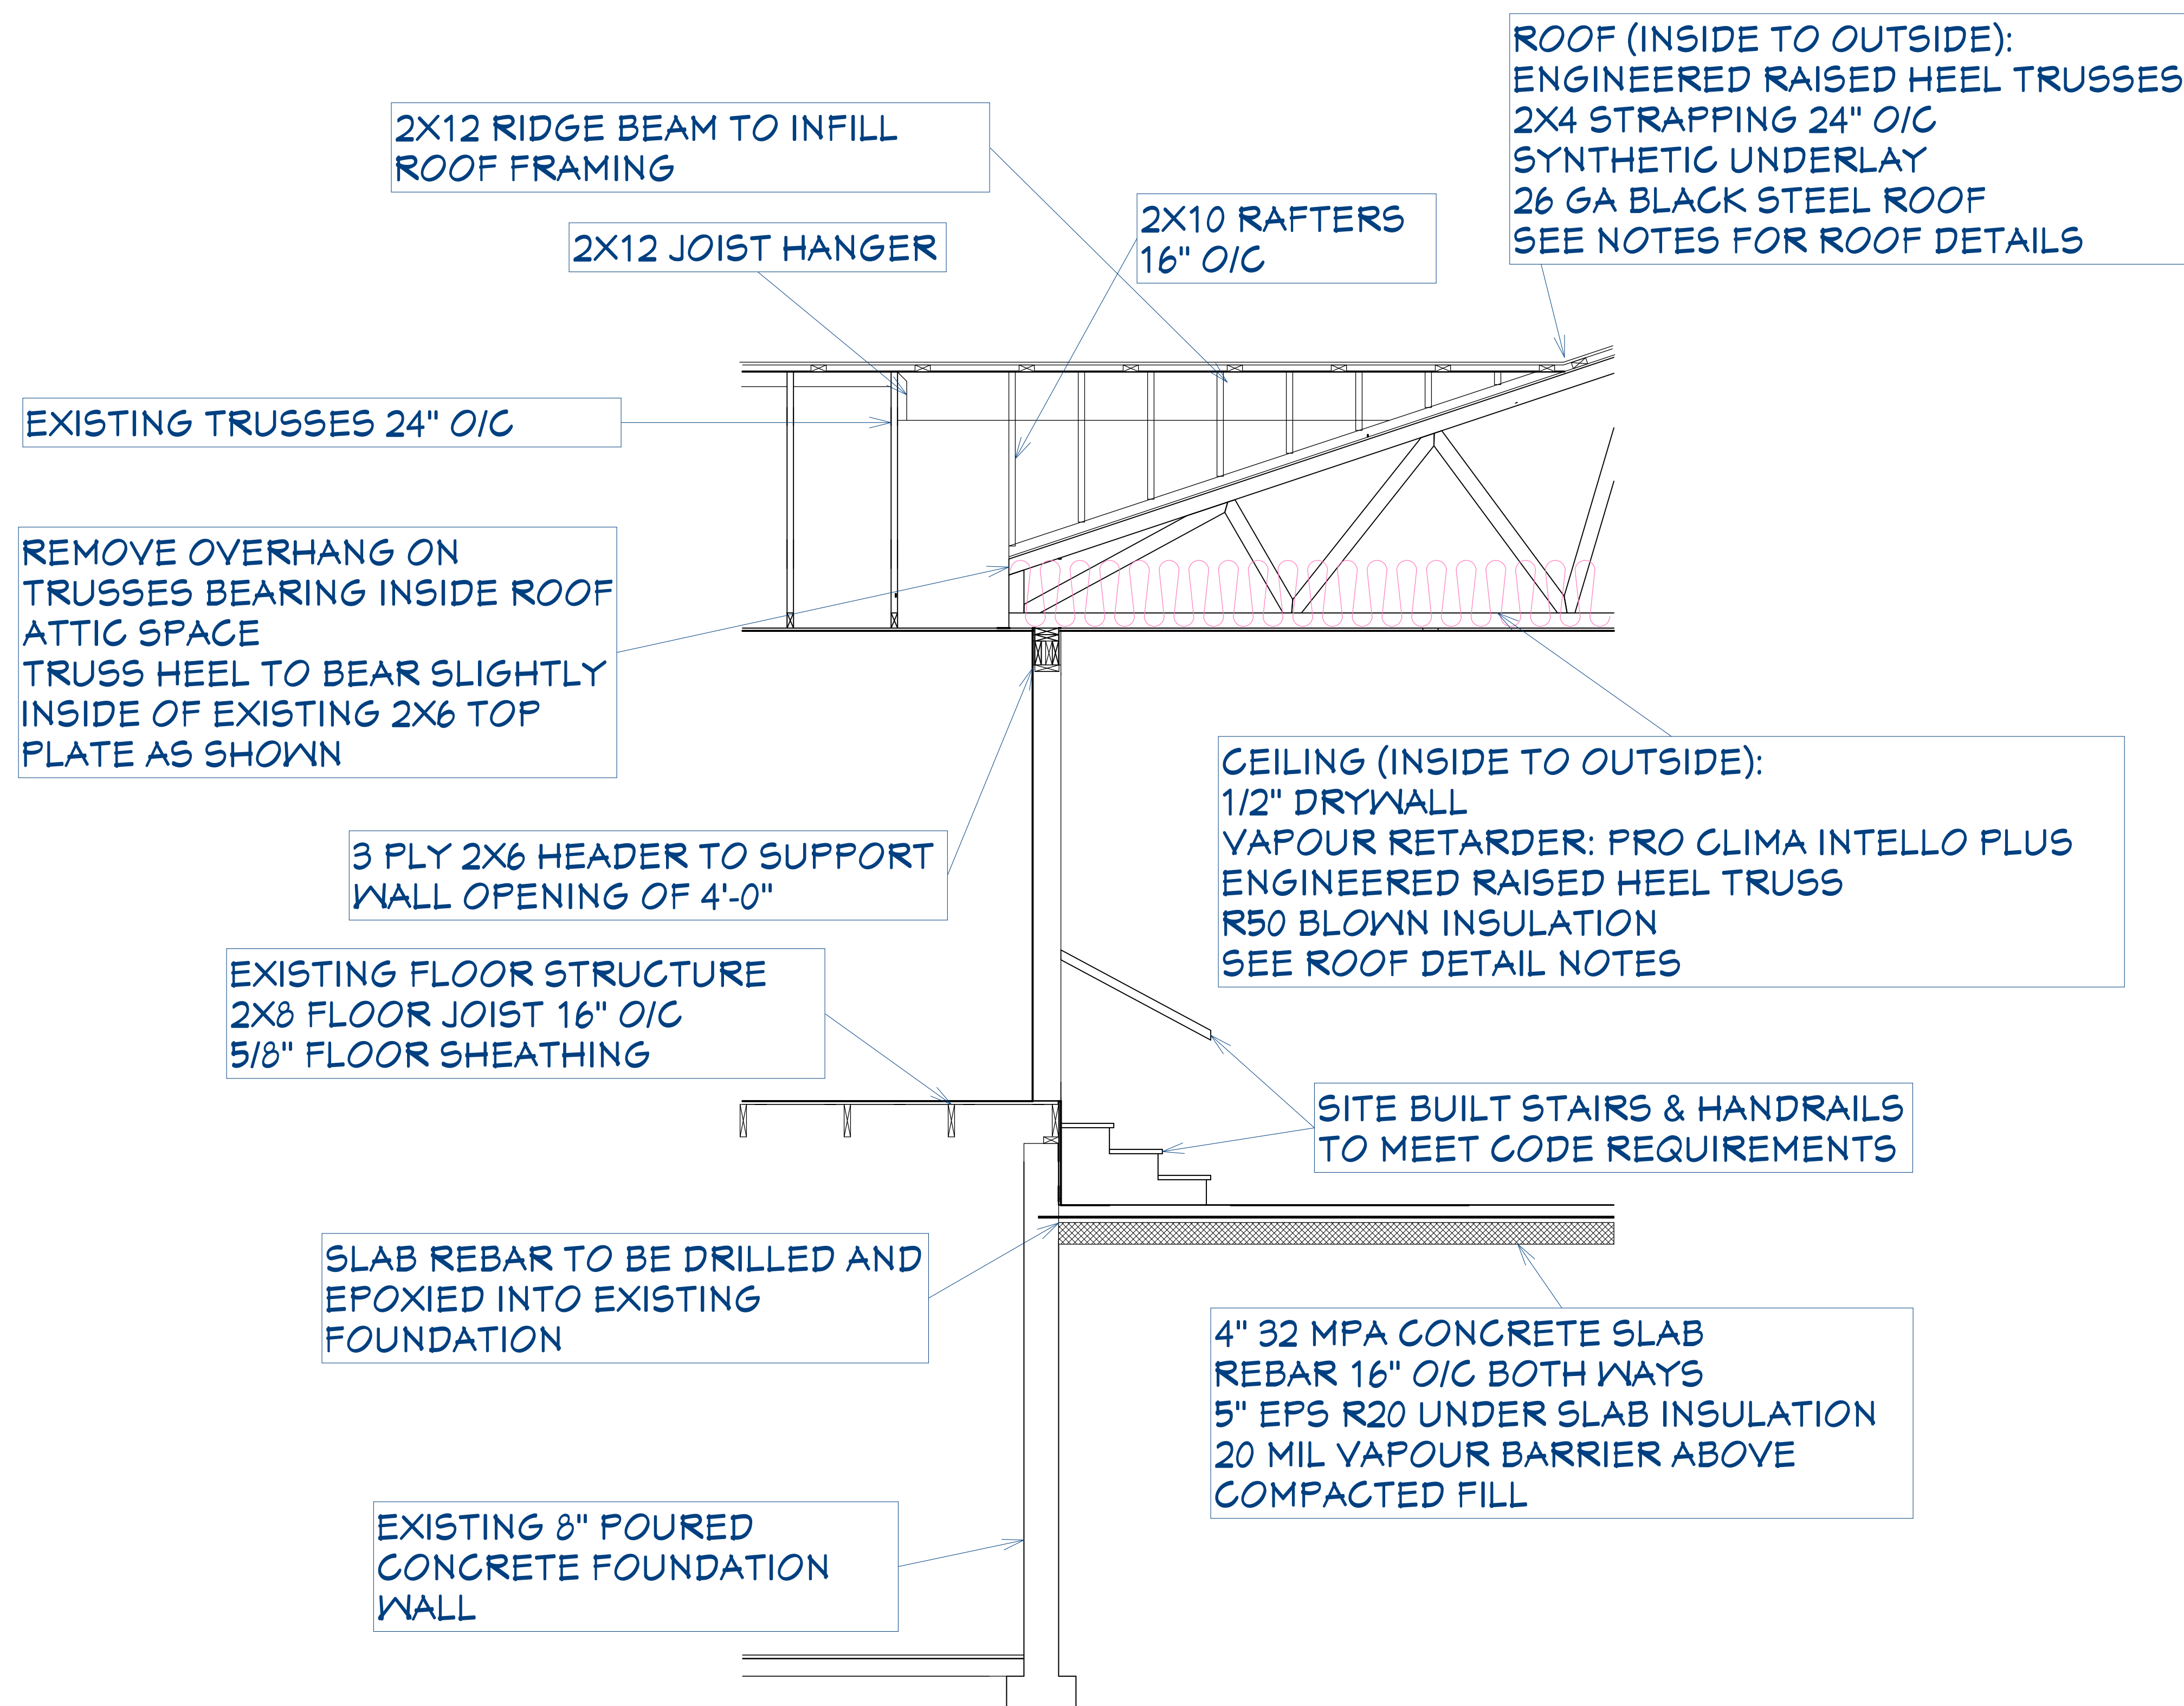 ROOF (INSIDE TO OUTSIDE):
ENGINEERED RAISED HEEL TRUSSES
2X4 STRAPPING 24" O/C
SYNTHETIC UNDERLAY
26 GA BLACK STEEL ROOF
SEE NOTES FOR ROOF DETAILS
2X12 RIDGE BEAM TO INFILL
ROOF FRAMING
2X10 RAFTERS
16" O/C
2X12 JOIST HANGER
EXISTING TRUSSES 24" O/C
REMOVE OVERHANG ON
TRUSSES BEARING INSIDE ROOF
ATTIC SPACE
TRUSS HEEL TO BEAR SLIGHTLY
INSIDE OF EXISTING 2X6 TOP
PLATE AS SHOWN
CEILING (INSIDE TO OUTSIDE):
1/2" DRYWALL
VAPOUR RETARDER: PRO CLIMA INTELLO PLUS
ENGINEERED RAISED HEEL TRUSS
R50 BLOWN INSULATION
SEE ROOF DETAIL NOTES
3 PLY 2X6 HEADER TO SUPPORT
WALL OPENING OF 4'-0"
EXISTING FLOOR STRUCTURE
2X8 FLOOR JOIST 16" O/C
5/8" FLOOR SHEATHING
SITE BUILT STAIRS & HANDRAILS
TO MEET CODE REQUIREMENTS
SLAB REBAR TO BE DRILLED AND
EPOXIED INTO EXISTING
FOUNDATION
4" 32 MPA CONCRETE SLAB
REBAR 16" O/C BOTH WAYS
5" EPS R20 UNDER SLAB INSULATION
20 MIL VAPOUR BARRIER ABOVE
COMPACTED FILL
EXISTING 8" POURED
CONCRETE FOUNDATION
WALL